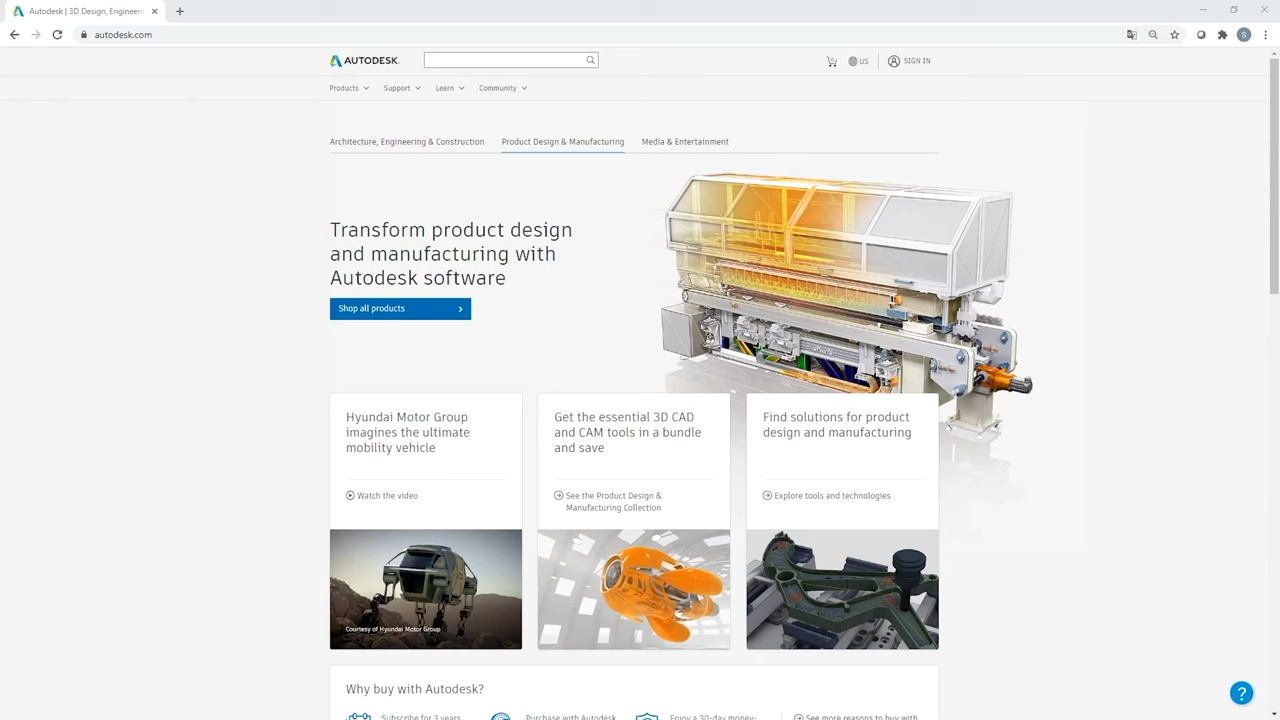 Autodesk | 3D Design, Engineerin
autodesk.com
S
AUTODESK.
US
SIGN IN
Products
Support
Learn
Community
Architecture, Engineering & Construction
Product Design & Manufacturing
Media & Entertainment
Transform product design
and manufacturing with
Autodesk software
Shop all products
Hyundai Motor Group
imagines the ultimate
mobility vehicle
Watch the video
Courtesy of Hyundai Motor Group
Get the essential 3D CAD
and CAM tools in a bundle
and save
See the Product Design &
Manufacturing Collection
Find solutions for product
design and manufacturing
Explore tools and technologies
Why buy with Autodesk?
Subscribe for 3 years
Purchase with Autodesk
Enjoy a 30-day money-
See more reasons to buy with
?